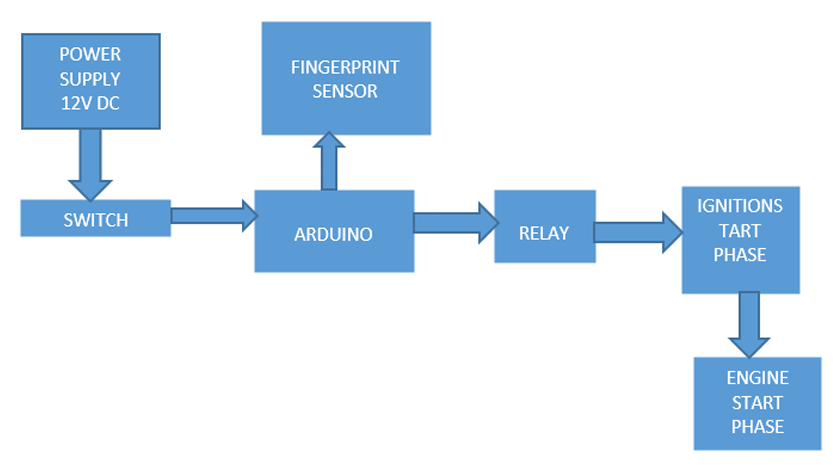 POWER
SUPPLY
12V DC
FINGERPRINT
SENSOR
SWITCH
ARDUINO
RELAY
IGNITIONS
TART
PHASE
ENGINE
START
PHASE